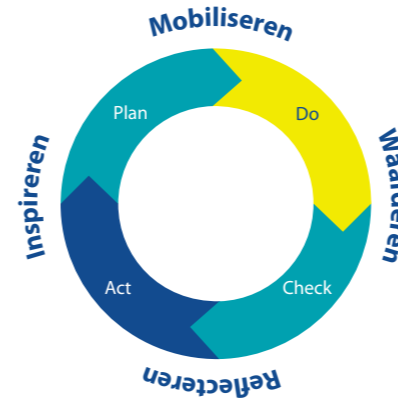 Mobiliseren
Plan
Do
Inspireren
Waarderen
Act
Check
Reflecteren